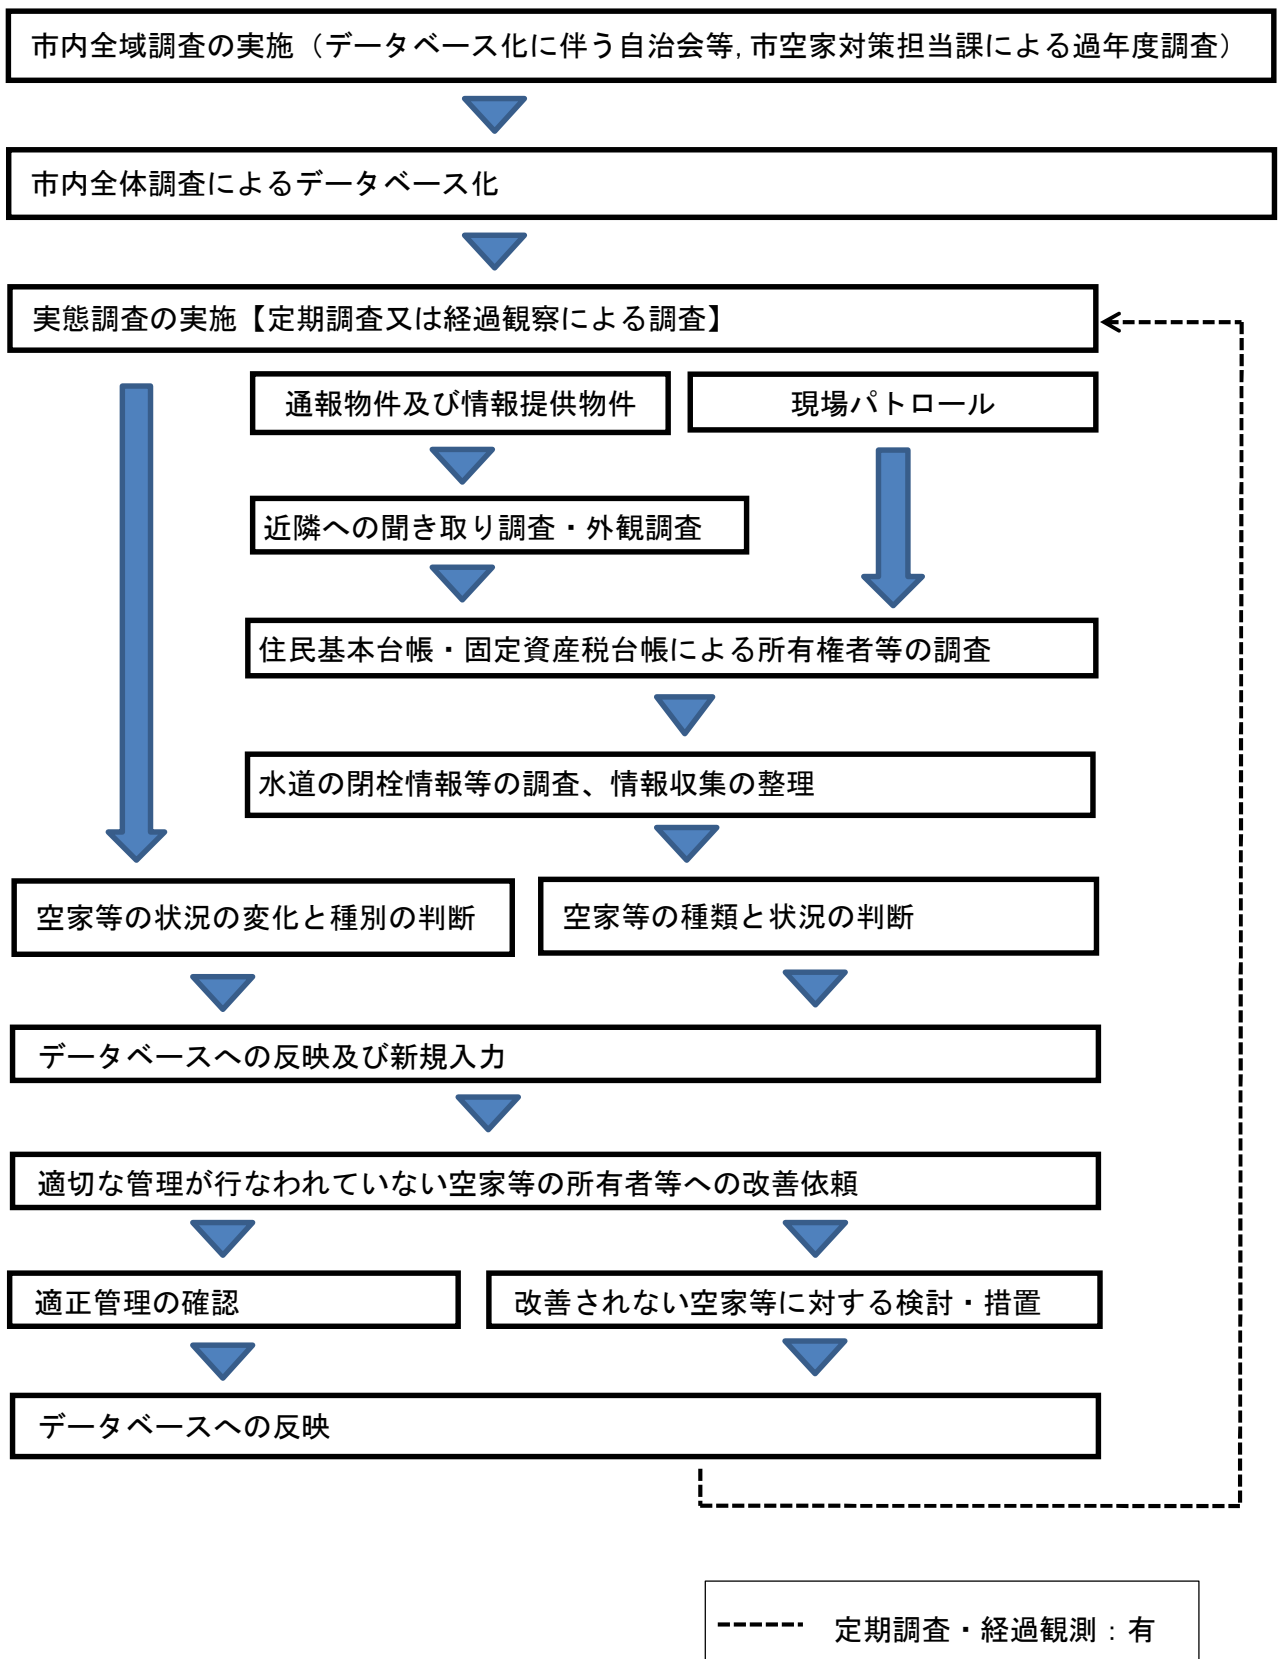 市内全域調査の実施（データベース化に伴う自治会等,市空家対策担当課による過年度調査）
市内全体調査によるデータベース化
実態調査の実施【定期調査又は経過観察による調査】
通報物件及び情報提供物件
現場パトロール
近隣への聞き取り調査・外観調査
住民基本台帳・固定資産税台帳による所有権者等の調査
水道の閉栓情報等の調査、情報収集の整理
空家等の状況の変化と種別の判断
空家等の種類と状況の判断
データベースへの反映及び新規入力
適切な管理が行なわれていない空家等の所有者等への改善依頼
適正管理の確認
改善されない空家等に対する検討・措置
データベースへの反映
定期調査・経過観測：有